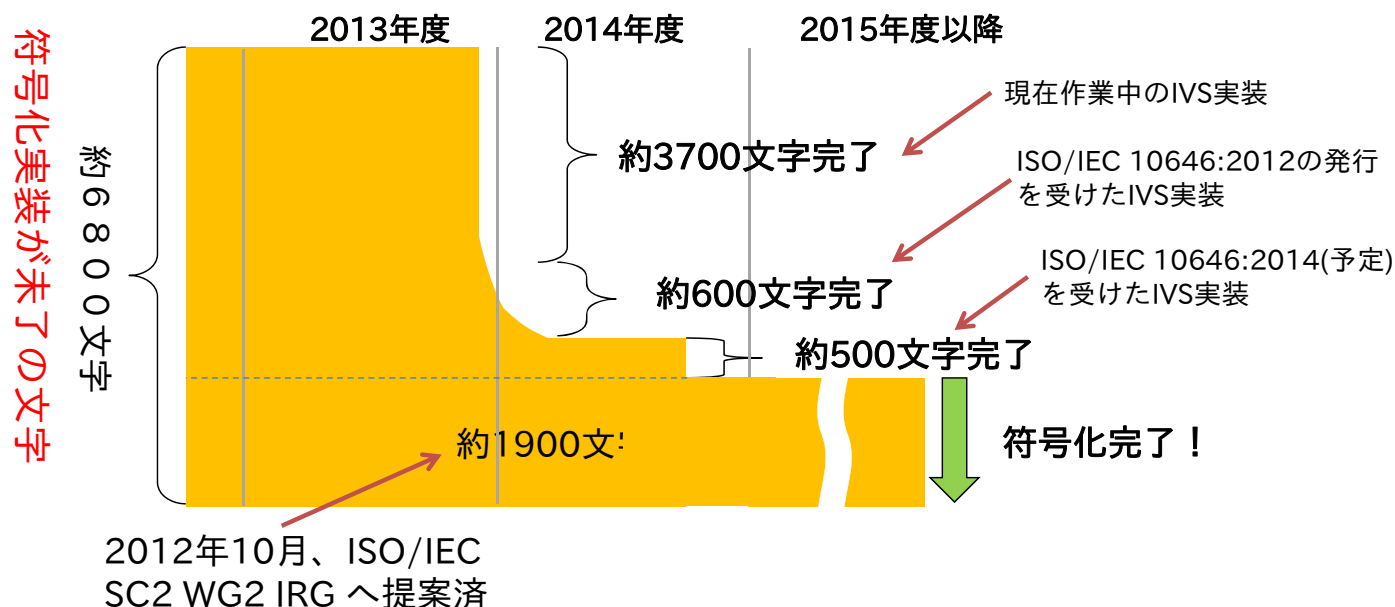 2013年度
2014年度
2015年度以降
符号化実装が未了の文字
約6800文字
現在作業中のIVS実装
約3700文字完了
ISO/IEC 10646:2012の発行
を受けたIVS実装
約600文字完了
ISO/IEC 10646:2014(予定)
を受けたIVS実装
約500文字完了
約1900文
符号化完了！
2012年10月、ISO/IEC
SC2 WG2 IRG へ提案済